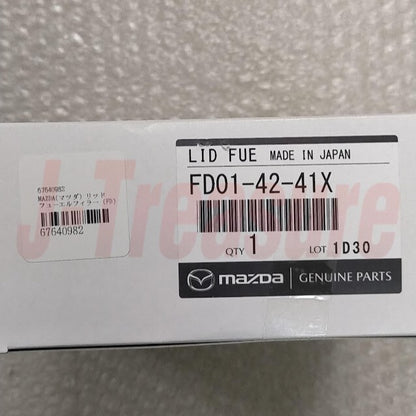 67640982
MAZDA(マツダ) リッド
フューエルフィラー (FD)
67640982
LID FUE MADE IN JAPAN
FD01-42-41X
QTY 1 LOT 1D30
mazda GENUINE PARTS
J-Treasure